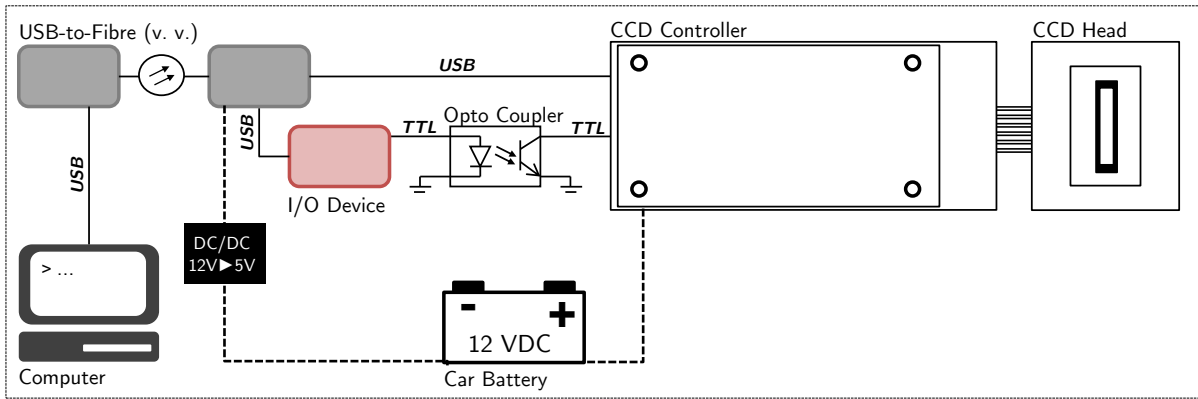 USB-to-Fibre (v. v.)
CCD Controller
CCD Head
USB
Opto Coupler
USB
TTL
TTL
USB
I/O Device
DC/DC
12V▶5V
> ...
- +
12 VDC
Computer
Car Battery